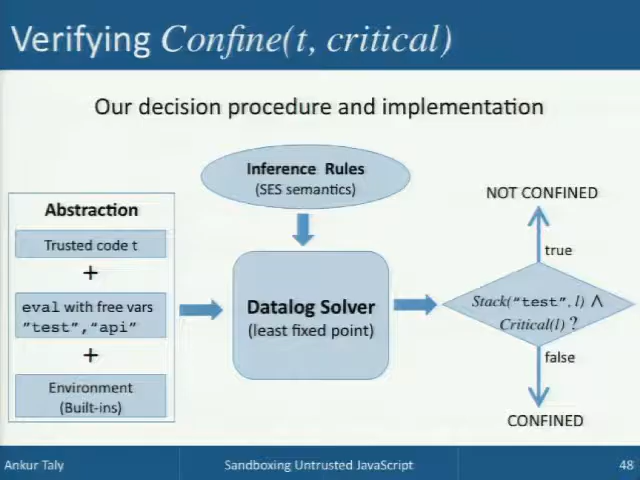 Verifying Confine(t, critical)
Our decision procedure and implementation
Inference Rules
(SES semantics)
Abstraction
Trusted code t
+
eval with free vars
"test","api"
+
Environment
(Built-ins)
Datalog Solver
(least fixed point)
NOT CONFINED
true
Stack("test", l) ∧
Critical(l) ?
false
CONFINED
Ankur Taly
Sandboxing Untrusted JavaScript
48